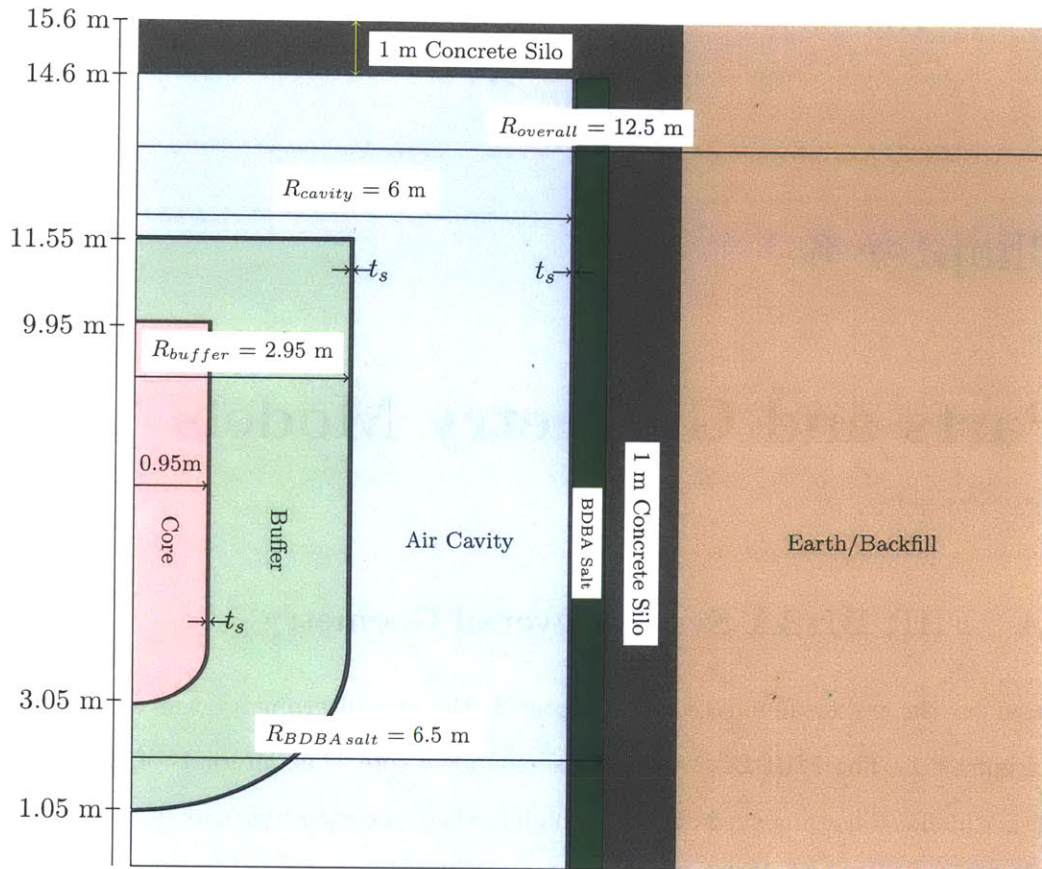 15.6 m
1 m Concrete Silo
14.6 m
R_overall = 12.5 m
R_cavity = 6 m
11.55 m
t_s
t_s
9.95 m
R_buffer = 2.95 m
0.95m
Core
Buffer
Air Cavity
BDBA Salt
1 m Concrete Silo
Earth/Backfill
t_s
3.05 m
R_BDBA salt = 6.5 m
1.05 m